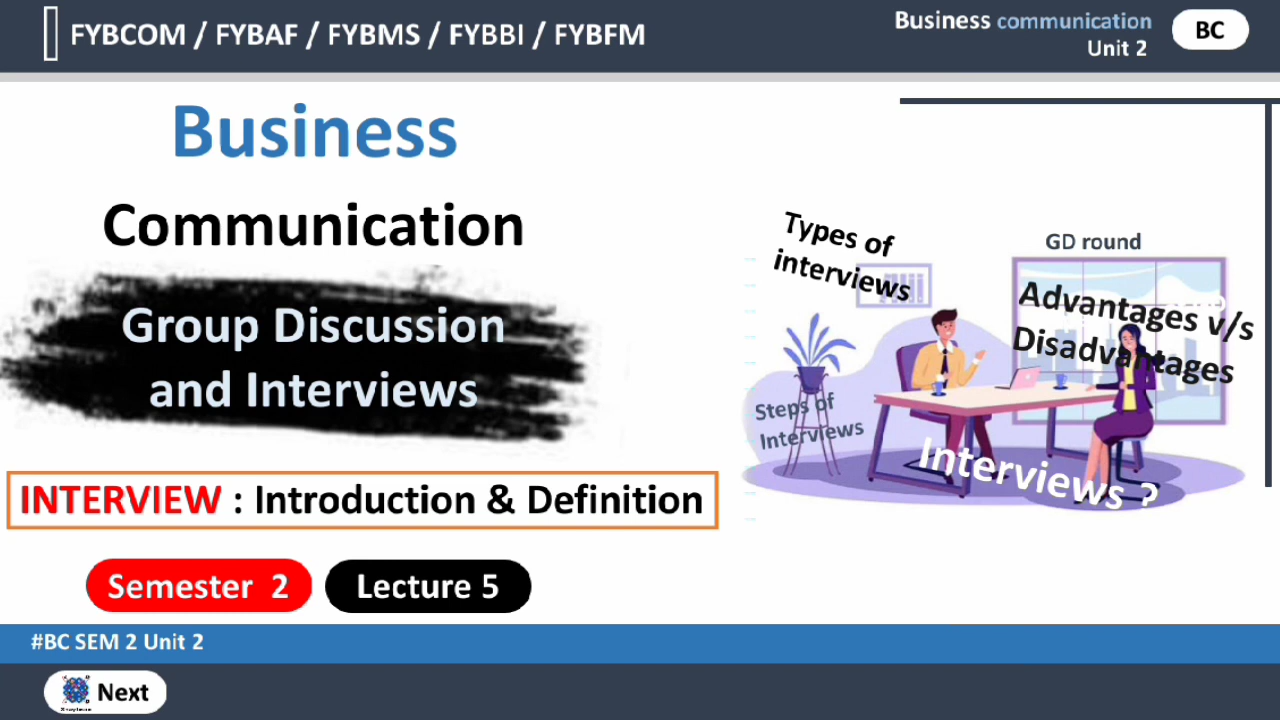 FYBCOM / FYBAF / FYBMS / FYBBI / FYBFM
Business communication
Unit 2
BC
Business
Communication
Group Discussion
and Interviews
INTERVIEW : Introduction & Definition
Semester 2
Lecture 5
Types of
interviews
GD round
Advantages v/s
Disadvantages
Steps of
Interviews
Interviews ?
#BC SEM 2 Unit 2
Next